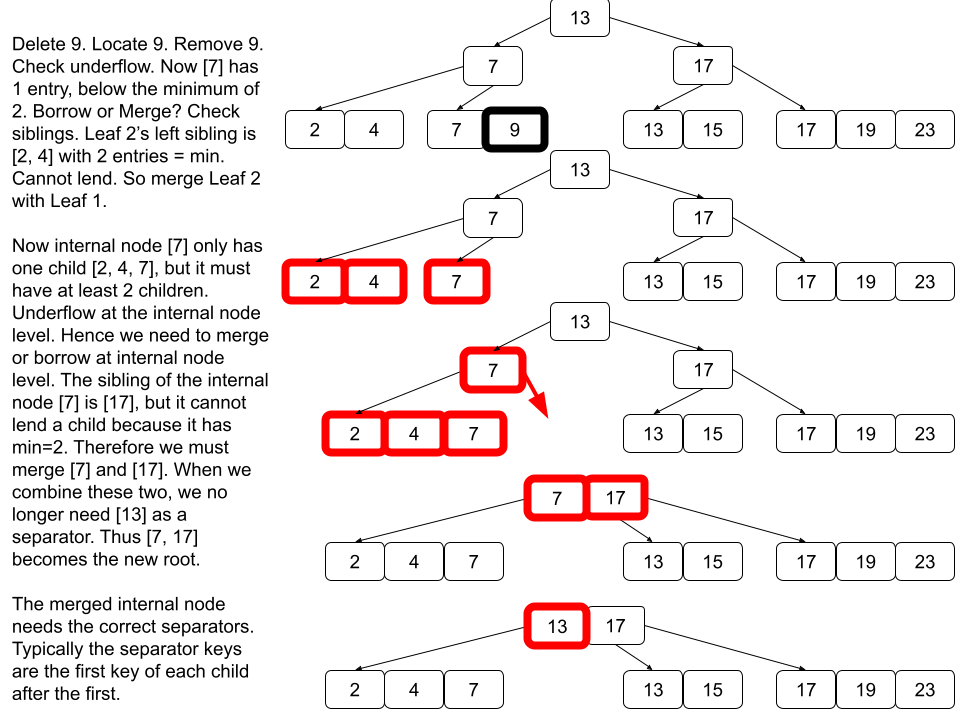 Delete 9. Locate 9. Remove 9.
Check underflow. Now [7] has
1 entry, below the minimum of
2. Borrow or Merge? Check
siblings. Leaf 2’s left sibling is
[2, 4] with 2 entries = min.
Cannot lend. So merge Leaf 2
with Leaf 1.
Now internal node [7] only has
one child [2, 4, 7], but it must
have at least 2 children.
Underflow at the internal node
level. Hence we need to merge
or borrow at internal node
level. The sibling of the internal
node [7] is [17], but it cannot
lend a child because it has
min=2. Therefore we must
merge [7] and [17]. When we
combine these two, we no
longer need [13] as a
separator. Thus [7, 17]
becomes the new root.
The merged internal node
needs the correct separators.
Typically the separator keys
are the first key of each child
after the first.
13
7 17
2 4 7 9 13 15 17 19 23
13
7 17
2 4 7 13 15 17 19 23
13
7 17
2 4 7 13 15 17 19 23
7 17
2 4 7 13 15 17 19 23
13 17
2 4 7 13 15 17 19 23